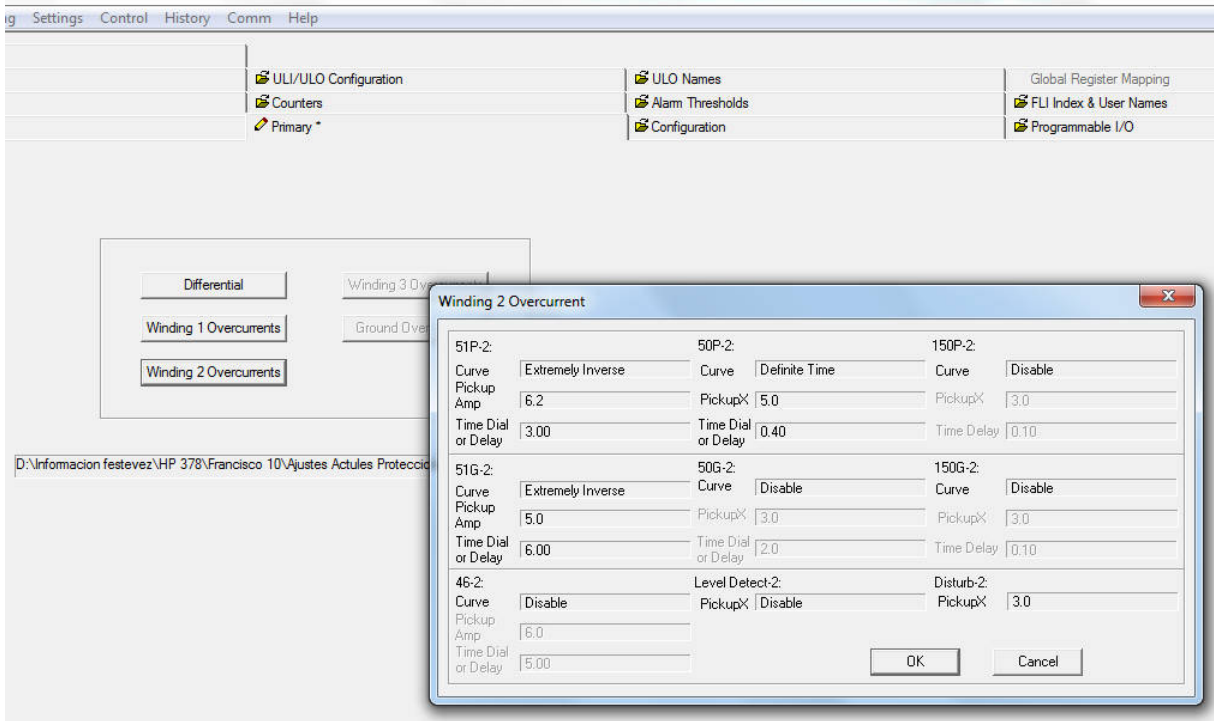 ng Settings Control History Comm Help
ULI/ULO Configuration ULO Names Global Register Mapping
Counters Alarm Thresholds FLI Index & User Names
Primary * Configuration Programmable I/O
Differential Winding 3 Ove
Winding 1 Overcurrents Ground Over
Winding 2 Overcurrents
D:\Informacion festevez\HP 378\Francisco 10\Ajustes Actules Proteccio
Winding 2 Overcurrent
51P-2: 50P-2: 150P-2:
Curve Extremely Inverse Curve Definite Time Curve Disable
Pickup Amp 6.2 PickupX 5.0 PickupX 3.0
Time Dial or Delay 3.00 Time Dial or Delay 0.40 Time Delay 0.10
51G-2: 50G-2: 150G-2:
Curve Extremely Inverse Curve Disable Curve Disable
Pickup Amp 5.0 PickupX 3.0 PickupX 3.0
Time Dial or Delay 6.00 Time Dial or Delay 2.0 Time Delay 0.10
46-2: Level Detect-2: Disturb-2:
Curve Disable PickupX Disable PickupX 3.0
Pickup Amp 6.0
Time Dial or Delay 5.00
OK Cancel